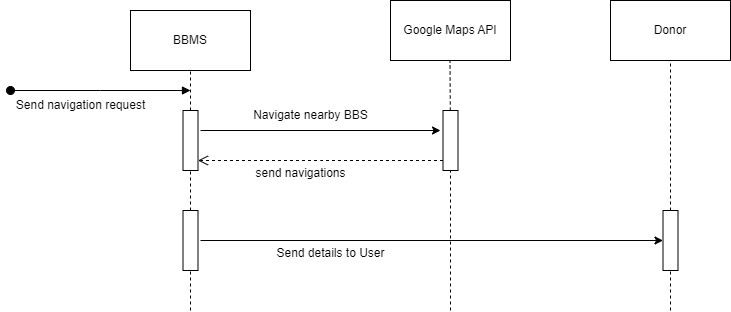 BBMS
Google Maps API
Donor
Send navigation request
Navigate nearby BBS
send navigations
Send details to User